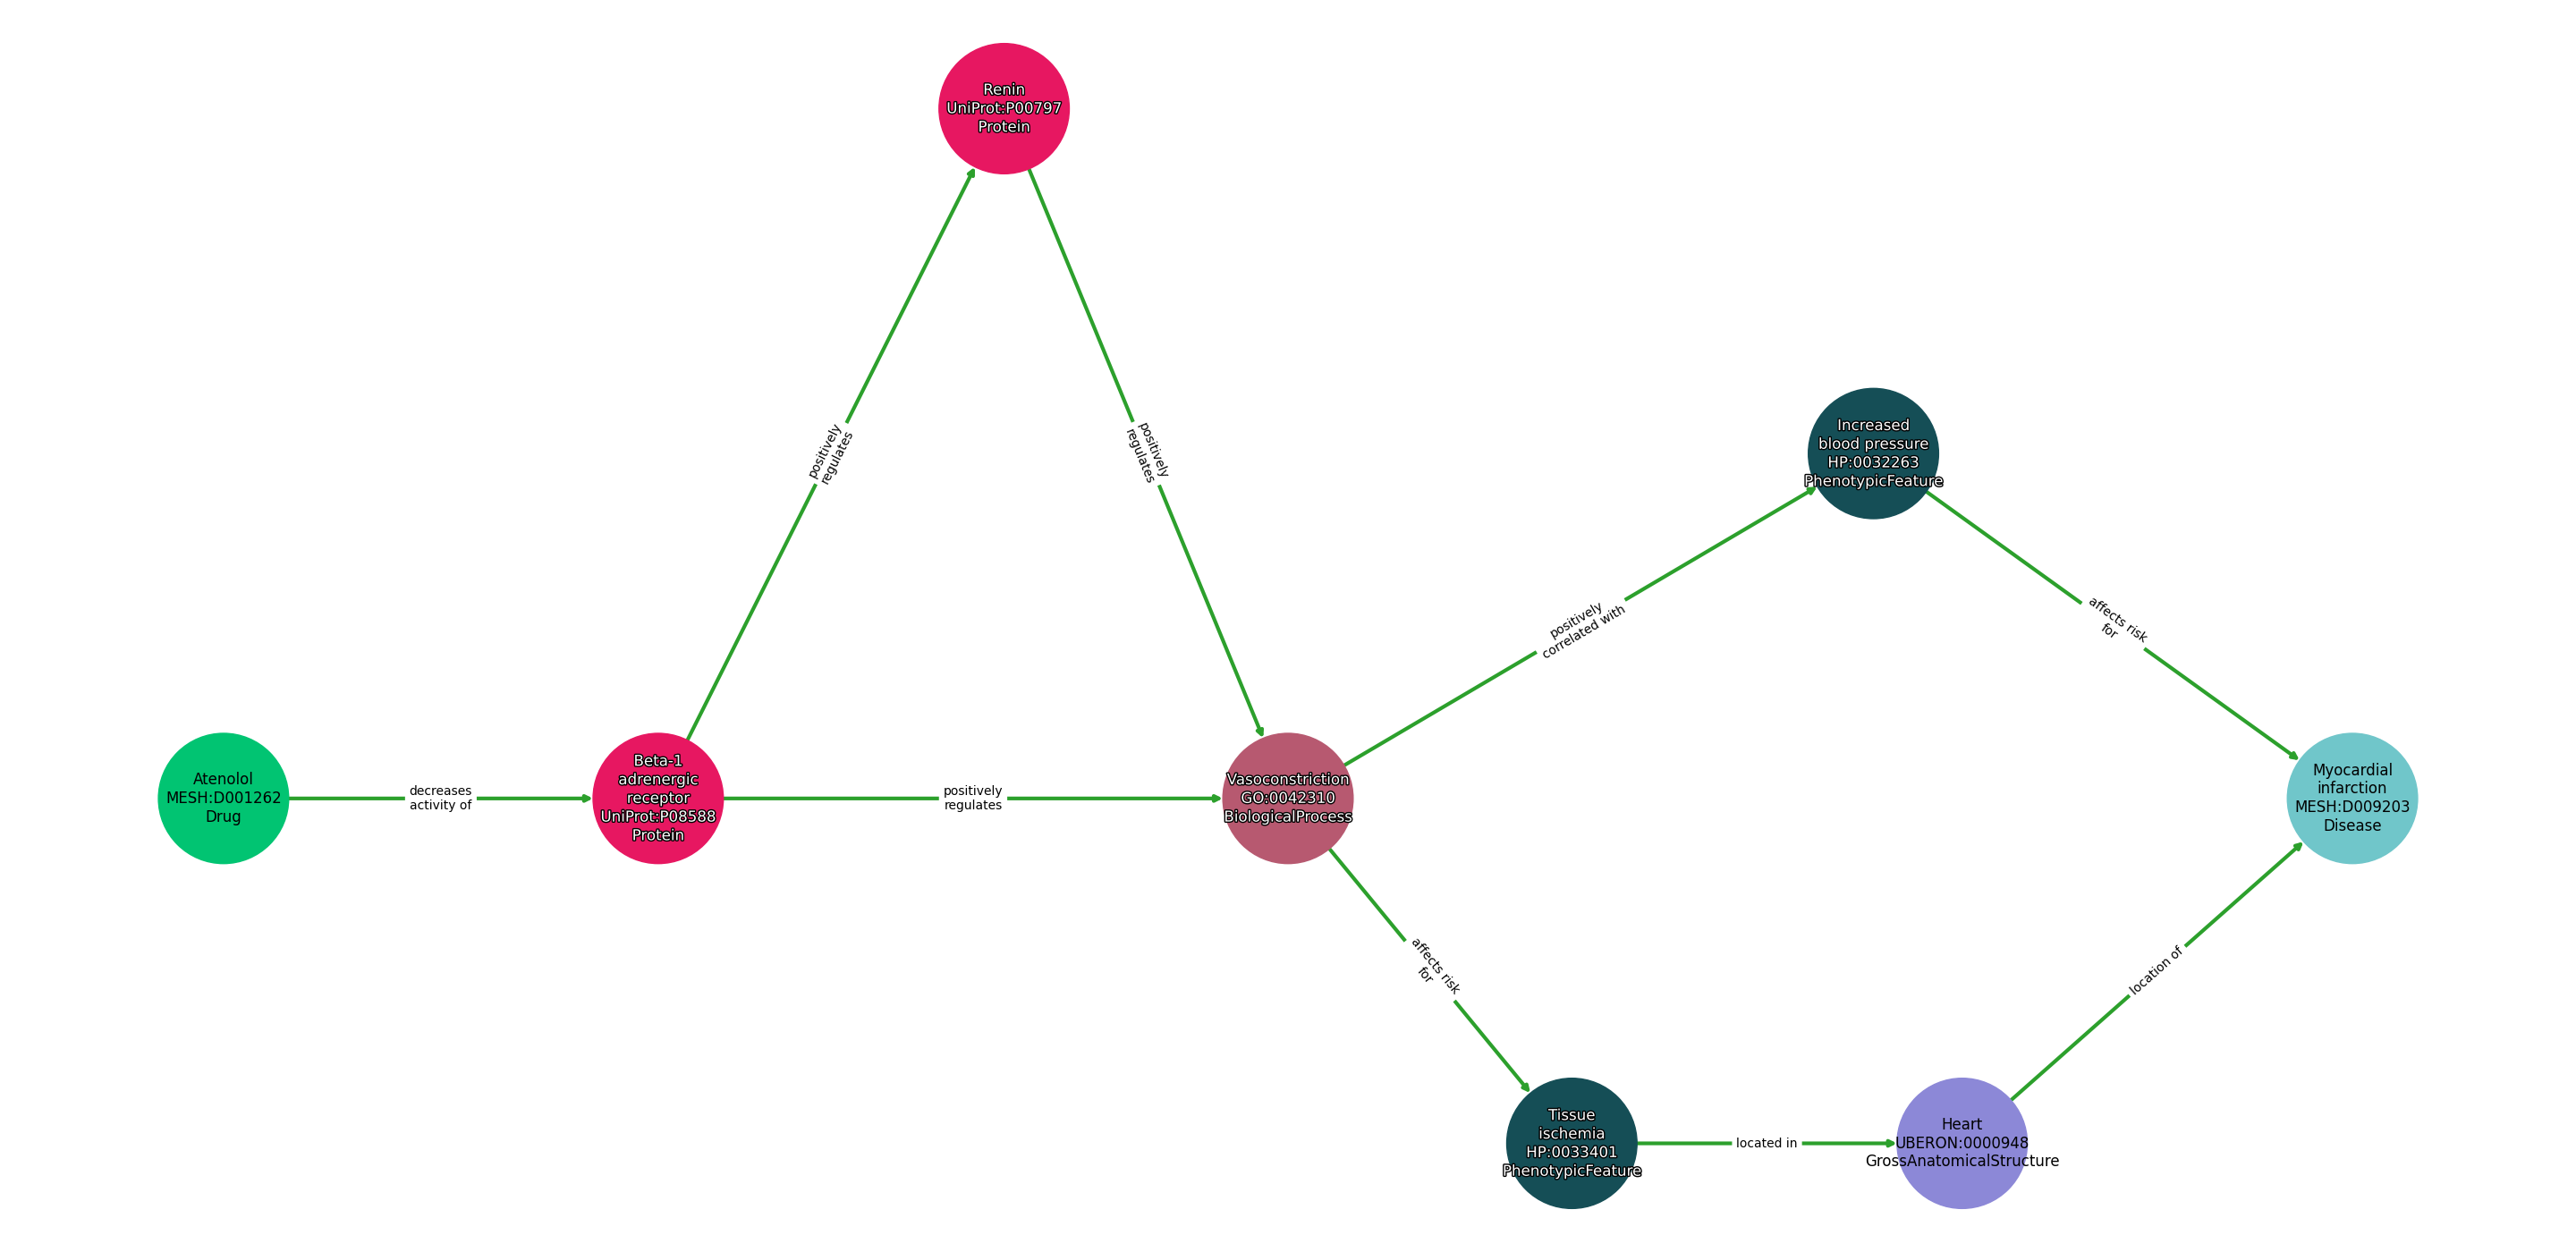 Renin
UniProt:P00797
Protein
positively
regulates
positively
regulates
Increased
blood pressure
HP:0032263
PhenotypicFeature
positively
correlated with
affects risk
for
Atenolol
MESH:D001262
Drug
decreases
activity of
Beta-1
adrenergic
receptor
UniProt:P08588
Protein
positively
regulates
Vasoconstriction
GO:0042310
BiologicalProcess
Myocardial
infarction
MESH:D009203
Disease
affects risk
for
location of
Tissue
ischemia
HP:0033401
PhenotypicFeature
located in
Heart
UBERON:0000948
GrossAnatomicalStructure